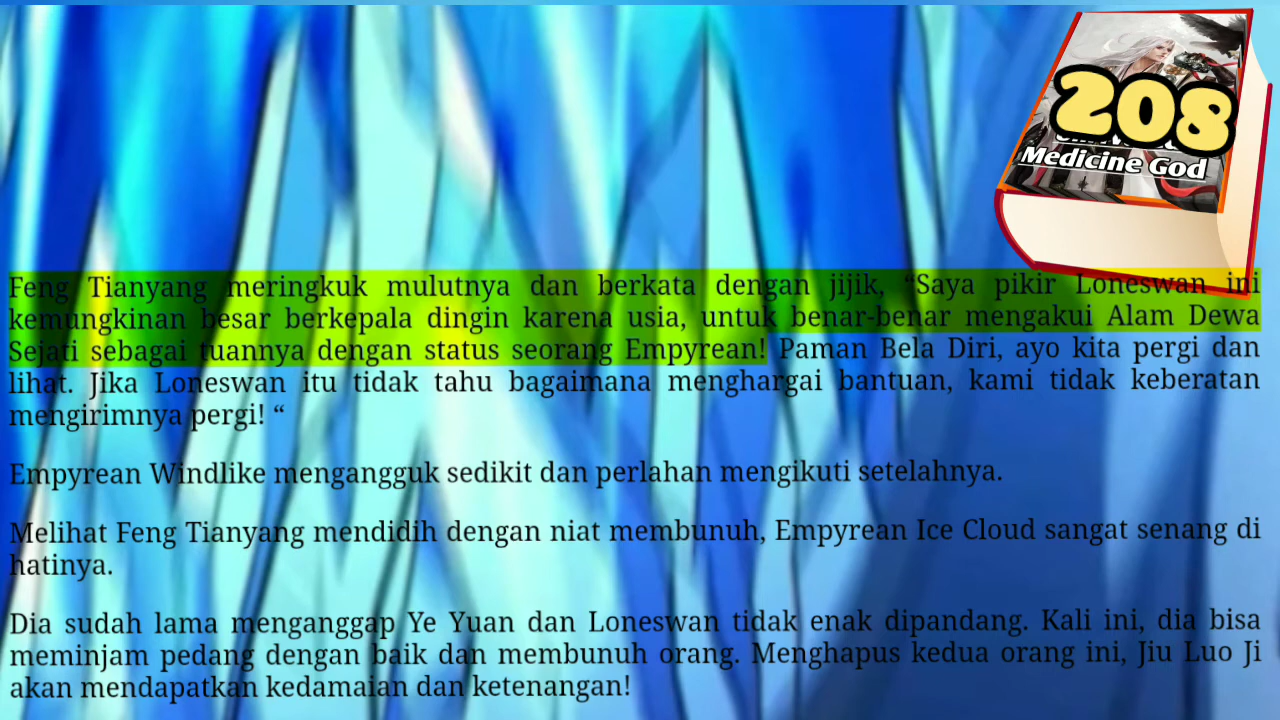 208
Medicine God
Feng Tianyang meringkuk mulutnya dan berkata dengan jijik, “Saya pikir Loneswan ini
kemungkinan besar berkepala dingin karena usia, untuk benar-benar mengakui Alam Dewa
Sejati sebagai tuannya dengan status seorang Empyrean! Paman Bela Diri, ayo kita pergi dan
lihat. Jika Loneswan itu tidak tahu bagaimana menghargai bantuan, kami tidak keberatan
mengirimnya pergi! “
Empyrean Windlike mengangguk sedikit dan perlahan mengikuti setelahnya.
Melihat Feng Tianyang mendidih dengan niat membunuh, Empyrean Ice Cloud sangat senang di
hatinya.
Dia sudah lama menganggap Ye Yuan dan Loneswan tidak enak dipandang. Kali ini, dia bisa
meminjam pedang dengan baik dan membunuh orang. Menghapus kedua orang ini, Jiu Luo Ji
akan mendapatkan kedamaian dan ketenangan!